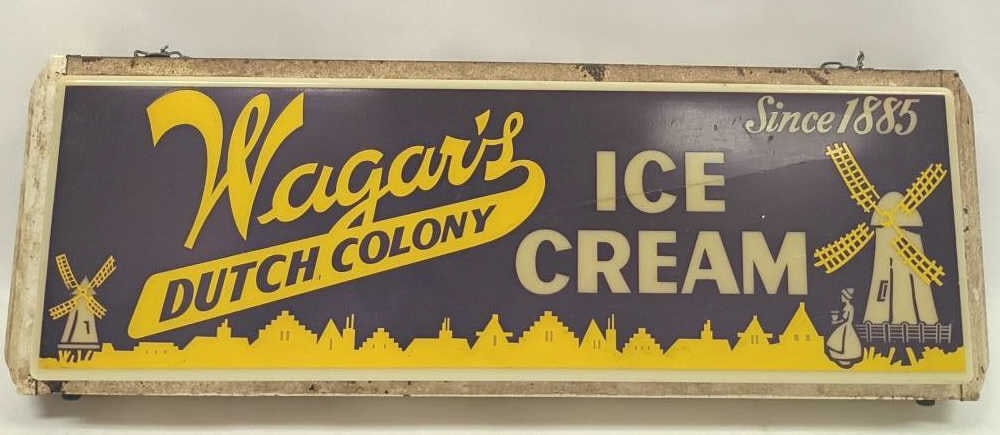 Wagar's
DUTCH COLONY
ICE
CREAM
Since 1885